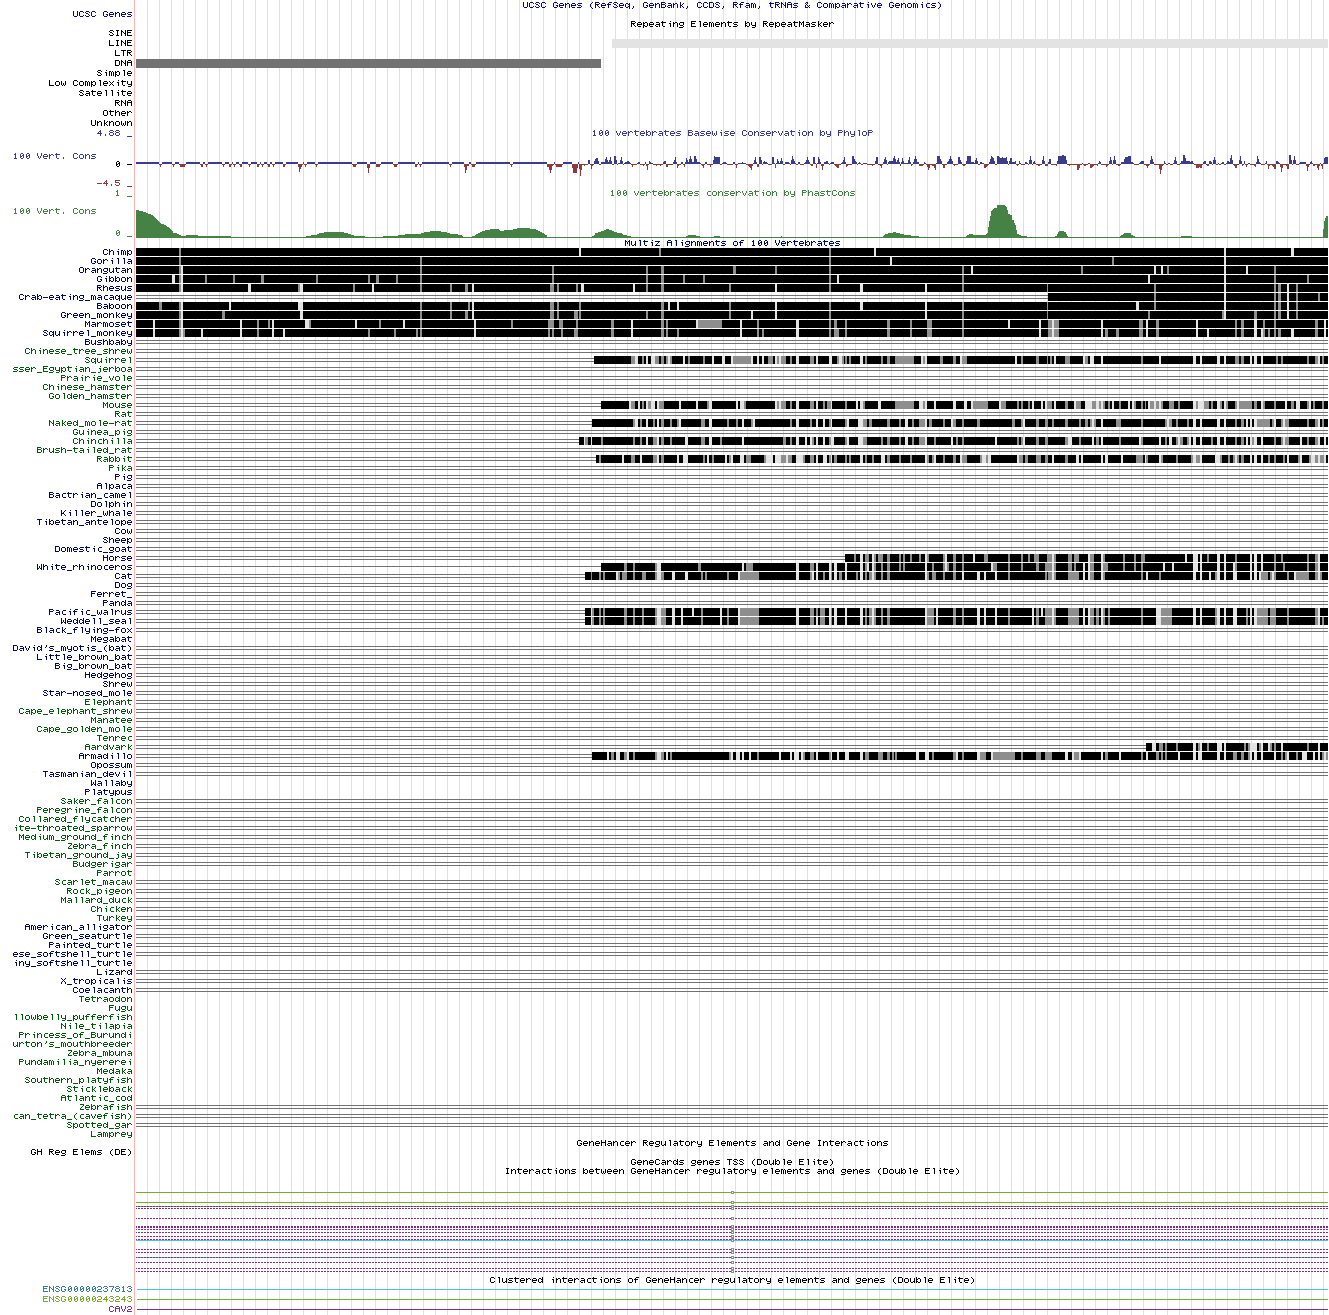 UCSC Genes (RefSeq, GenBank, CCDS, Rfam, tRNAs & Comparative Genomics)
UCSC Genes
Repeating Elements by RepeatMasker
SINE
LINE
LTR
DNA
Simple
Low Complexity
Satellite
RNA
Other
Unknown
4.88 _
100 vertebrates Basewise Conservation by PhyloP
100 Vert. Cons
0 -
-4.5 _
1 _
100 vertebrates conservation by PhastCons
100 Vert. Cons
0 _
Multiz Alignments of 100 Vertebrates
Chimp
Gorilla
Orangutan
Gibbon
Rhesus
Crab-eating_macaque
Baboon
Green_monkey
Marmoset
Squirrel_monkey
Bushbaby
Chinese_tree_shrew
Squirrel
sser_Egyptian_jerboa
Prairie_vole
Chinese_hamster
Golden_hamster
Mouse
Rat
Naked_mole-rat
Guinea_pig
Chinchilla
Brush-tailed_rat
Rabbit
Pika
Pig
Alpaca
Bactrian_camel
Dolphin
Killer_whale
Tibetan_antelope
Cow
Sheep
Domestic_goat
Horse
White_rhinoceros
Cat
Dog
Ferret_
Panda
Pacific_walrus
Weddell_seal
Black_flying-fox
Megabat
David's_myotis_(bat)
Little_brown_bat
Big_brown_bat
Hedgehog
Shrew
Star-nosed_mole
Elephant
Cape_elephant_shrew
Manatee
Cape_golden_mole
Tenrec
Aardvark
Armadillo
Opossum
Tasmanian_devil
Wallaby
Platypus
Saker_falcon
Peregrine_falcon
Collared_flycatcher
ite-throated_sparrow
Medium_ground_finch
Zebra_finch
Tibetan_ground_jay
Budgerigar
Parrot
Scarlet_macaw
Rock_pigeon
Mallard_duck
Chicken
Turkey
American_alligator
Green_seaturtle
Painted_turtle
ese_softshell_turtle
iny_softshell_turtle
Lizard
X_tropicalis
Coelacanth
Tetraodon
Fugu
llowbelly_pufferfish
Nile_tilapia
Princess_of_Burundi
urton's_mouthbreeder
Zebra_mbuna
Pundamilia_nyererei
Medaka
Southern_platyfish
Stickleback
Atlantic_cod
Zebrafish
can_tetra_(cavefish)
Spotted_gar
Lamprey
GeneHancer Regulatory Elements and Gene Interactions
GH Reg Elems (DE)
GeneCards genes TSS (Double Elite)
Interactions between GeneHancer regulatory elements and genes (Double Elite)
Clustered interactions of GeneHancer regulatory elements and genes (Double Elite)
ENSG00000237813
ENSG00000243243
CAV2